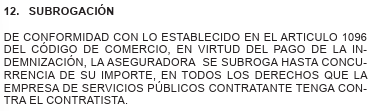 12. SUBROGACIÓN
DE CONFORMIDAD CON LO ESTABLECIDO EN EL ARTICULO 1096
DEL CÓDIGO DE COMERCIO, EN VIRTUD DEL PAGO DE LA IN-
DEMNIZACIÓN, LA ASEGURADORA SE SUBROGA HASTA CONCU-
RRENCIA DE SU IMPORTE, EN TODOS LOS DERECHOS QUE LA
EMPRESA DE SERVICIOS PÚBLICOS CONTRATANTE TENGA CON-
TRA EL CONTRATISTA.